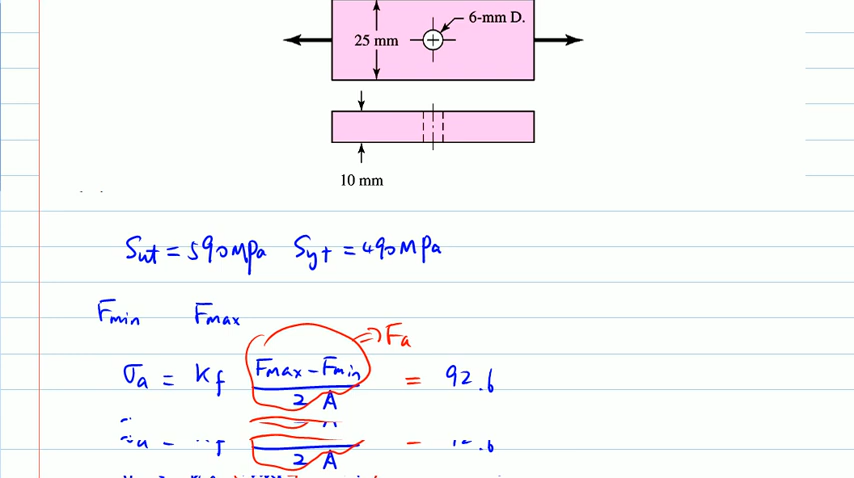 6-mm D.
25 mm
10 mm
Sut = 590 MPa Syt = 490 MPa
Fmin Fmax
⇒ Fa
σa = Kf (Fmax − Fmin)/(2 A) = 92.6
2 A